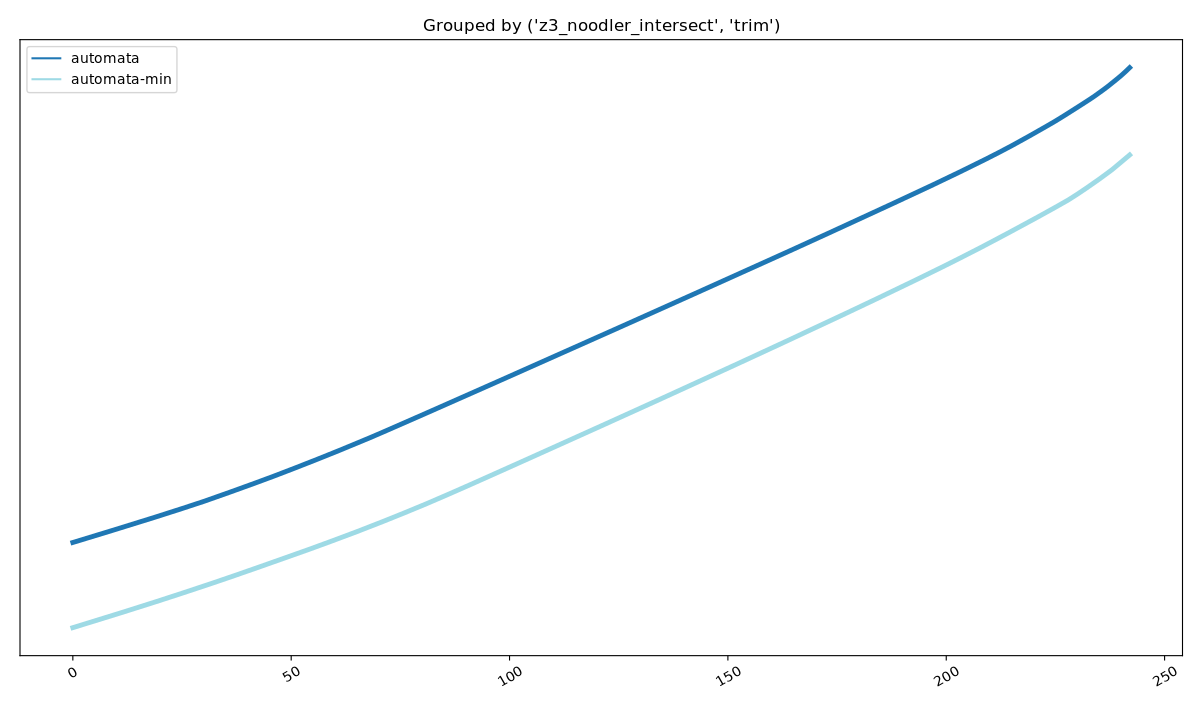 Grouped by ('z3_noodler_intersect', 'trim')
automata
automata-min
0
50
100
150
200
250